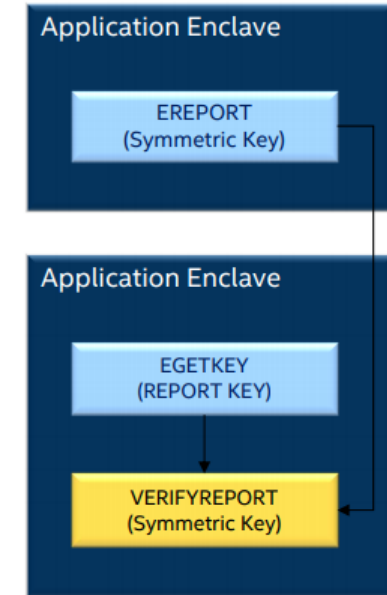 Application Enclave
EREPORT
(Symmetric Key)
Application Enclave
EGETKEY
(REPORT KEY)
VERIFYREPORT
(Symmetric Key)